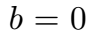 b = 0